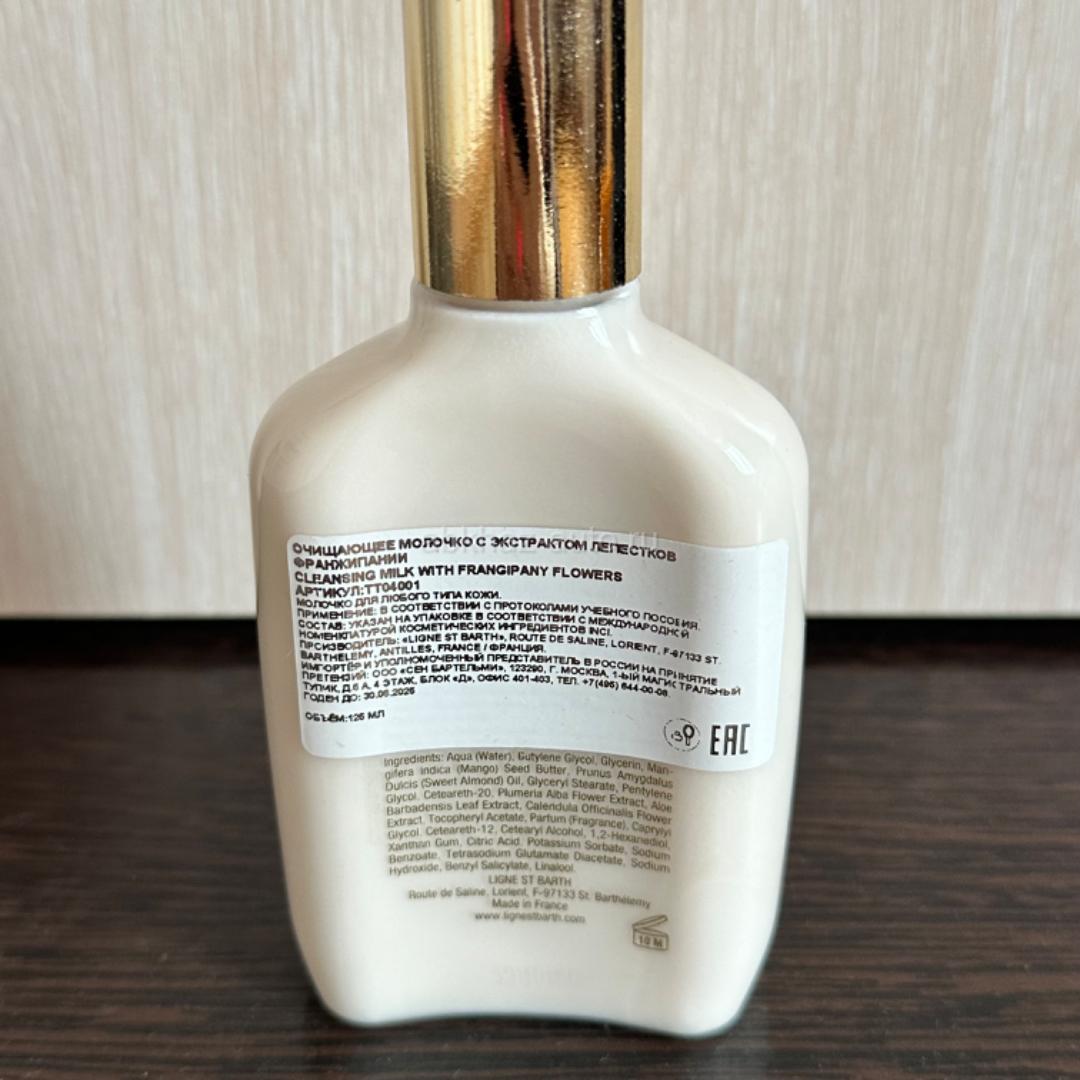 ОЧИЩАЮЩЕЕ МОЛОЧКО С ЭКСТРАКТОМ ЛЕПЕСТКОВ
ФРАНЖИПАНИИ
CLEANSING MILK WITH FRANGIPANY FLOWERS
АРТИКУЛ:ТТ04001
МОЛОЧКО ДЛЯ ЛЮБОГО ТИПА КОЖИ.
ПРИМЕНЕНИЕ: В СООТВЕТСТВИИ С ПРОТОКОЛАМИ УЧЕБНОГО ПОСОБИЯ.
СОСТАВ: УКАЗАН НА УПАКОВКЕ В СООТВЕТСТВИИ С МЕЖДУНАРОДНОЙ
НОМЕНКЛАТУРОЙ КОСМЕТИЧЕСКИХ ИНГРЕДИЕНТОВ INCI.
ПРОИЗВОДИТЕЛЬ: «LIGNE ST BARTH», ROUTE DE SALINE, LORIENT, F-97133 ST.
BARTHELEMY, ANTILLES, FRANCE / ФРАНЦИЯ.
ИМПОРТЁР И УПОЛНОМОЧЕННЫЙ ПРЕДСТАВИТЕЛЬ В РОССИИ НА ПРИНЯТИЕ
ПРЕТЕНЗИЙ: ООО «СЕН БАРТЕЛЬМИ», 123290, Г. МОСКВА, 1-ЫЙ МАГИСТРАЛЬНЫЙ
ТУПИК, Д.5 А, 4 ЭТАЖ, БЛОК «Д», ОФИС 401-403, ТЕЛ. +7(495) 644-00-08.
ГОДЕН ДО: 30.06.2026
ОБЪЁМ:125 МЛ
EAC
Ingredients: Aqua (Water), Butylene Glycol, Glycerin, Man-
gifera Indica (Mango) Seed Butter, Prunus Amygdalus
Dulcis (Sweet Almond) Oil, Glyceryl Stearate, Pentylene
Glycol, Ceteareth-20, Plumeria Alba Flower Extract, Aloe
Barbadensis Leaf Extract, Calendula Officinalis Flower
Extract, Tocopheryl Acetate, Parfum (Fragrance), Caprylyl
Glycol, Ceteareth-12, Cetearyl Alcohol, 1,2-Hexanediol,
Xanthan Gum, Citric Acid, Potassium Sorbate, Sodium
Benzoate, Tetrasodium Glutamate Diacetate, Sodium
Hydroxide, Benzyl Salicylate, Linalool.
LIGNE ST BARTH
Route de Saline, Lorient, F-97133 St. Barthélemy
Made in France
www.lignestbarth.com
10 M